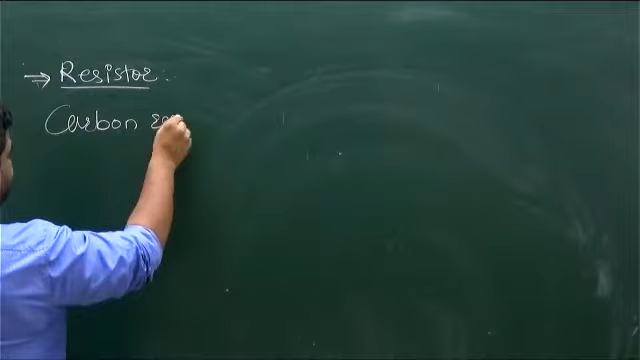 → Resistor :
Carbon